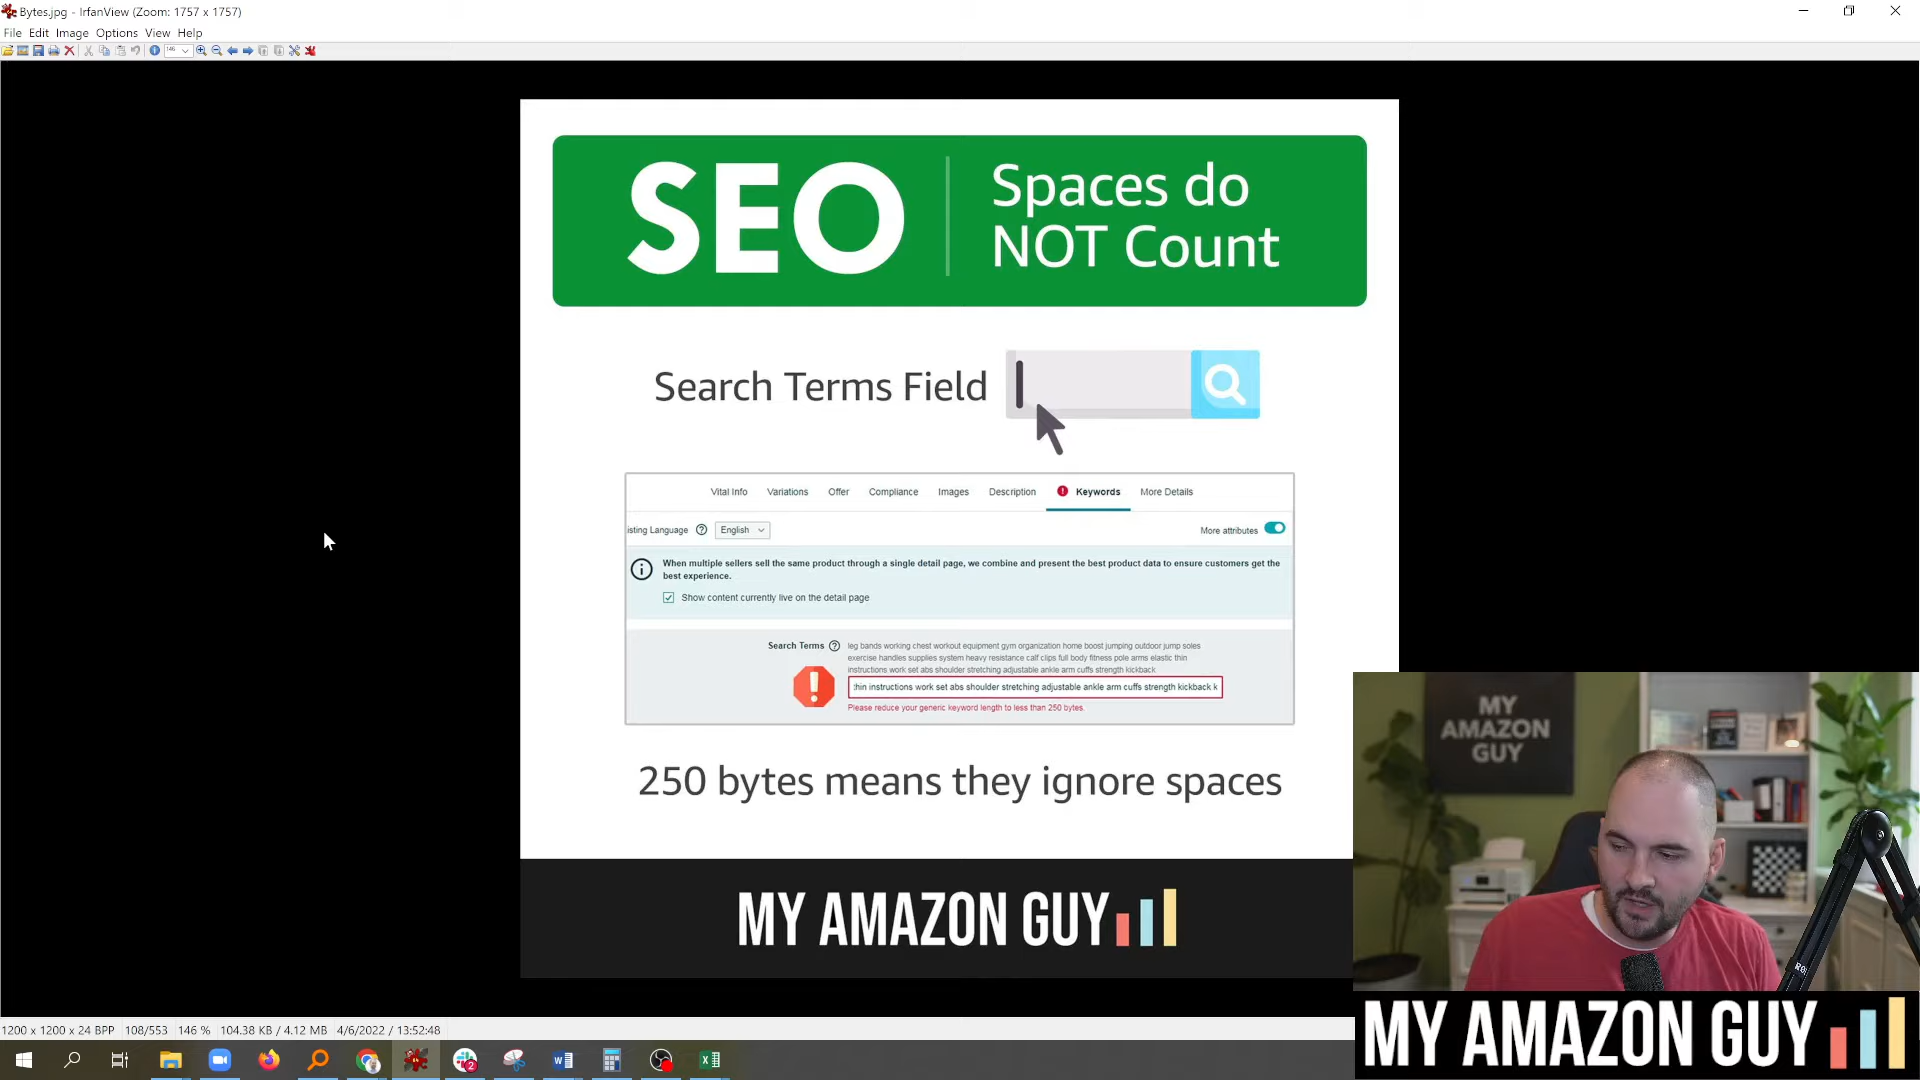 Bytes.jpg - IrfanView (Zoom: 1757 x 1757)
File Edit Image Options View Help
146
SEO
Spaces do
NOT Count
Search Terms Field
Vital Info Variations Offer Compliance Images Description Keywords More Details
isting Language English
More attributes
When multiple sellers sell the same product through a single detail page, we combine and present the best product data to ensure customers get the
best experience.
Show content currently live on the detail page
Search Terms
leg bands working chest workout equipment gym organization home boost jumping outdoor jump soles
exercise handles supplies system heavy resistance calf clips full body fitness pole arms elastic thin
instructions work set abs shoulder stretching adjustable ankle arm cuffs strength kickback
thin instructions work set abs shoulder stretching adjustable ankle arm cuffs strength kickback k
Please reduce your generic keyword length to less than 250 bytes.
250 bytes means they ignore spaces
MY AMAZON GUY
MY
AMAZON
GUY
MY AMAZON GUY
1200 x 1200 x 24 BPP 108/553 146 % 104.38 KB / 4.12 MB 4/6/2022 / 13:52:48
2